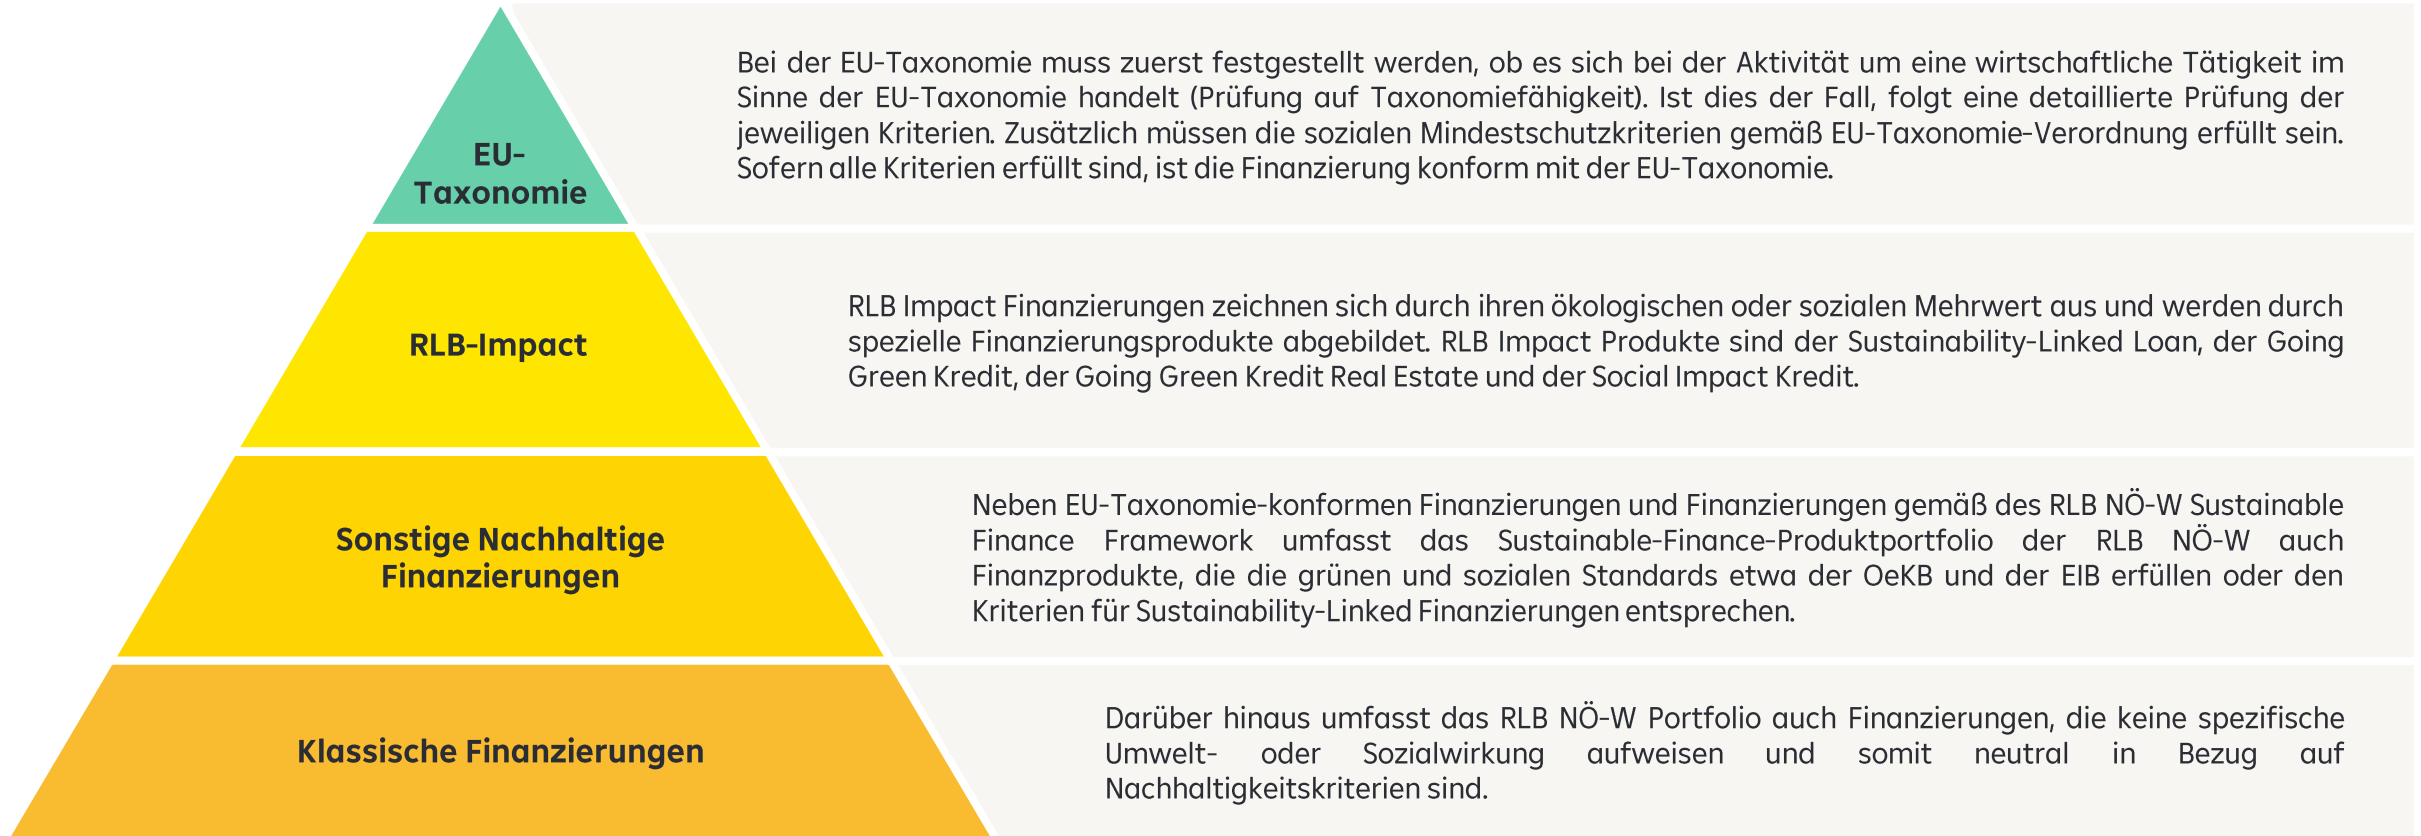 EU-
Taxonomie
Bei der EU-Taxonomie muss zuerst festgestellt werden, ob es sich bei der Aktivität um eine wirtschaftliche Tätigkeit im
Sinne der EU-Taxonomie handelt (Prüfung auf Taxonomiefähigkeit). Ist dies der Fall, folgt eine detaillierte Prüfung der
jeweiligen Kriterien. Zusätzlich müssen die sozialen Mindestschutzkriterien gemäß EU-Taxonomie-Verordnung erfüllt sein.
Sofern alle Kriterien erfüllt sind, ist die Finanzierung konform mit der EU-Taxonomie.
RLB-Impact
RLB Impact Finanzierungen zeichnen sich durch ihren ökologischen oder sozialen Mehrwert aus und werden durch
spezielle Finanzierungsprodukte abgebildet. RLB Impact Produkte sind der Sustainability-Linked Loan, der Going
Green Kredit, der Going Green Kredit Real Estate und der Social Impact Kredit.
Sonstige Nachhaltige
Finanzierungen
Neben EU-Taxonomie-konformen Finanzierungen und Finanzierungen gemäß des RLB NÖ-W Sustainable
Finance Framework umfasst das Sustainable-Finance-Produktportfolio der RLB NÖ-W auch
Finanzprodukte, die die grünen und sozialen Standards etwa der OeKB und der EIB erfüllen oder den
Kriterien für Sustainability-Linked Finanzierungen entsprechen.
Klassische Finanzierungen
Darüber hinaus umfasst das RLB NÖ-W Portfolio auch Finanzierungen, die keine spezifische
Umwelt- oder Sozialwirkung aufweisen und somit neutral in Bezug auf
Nachhaltigkeitskriterien sind.